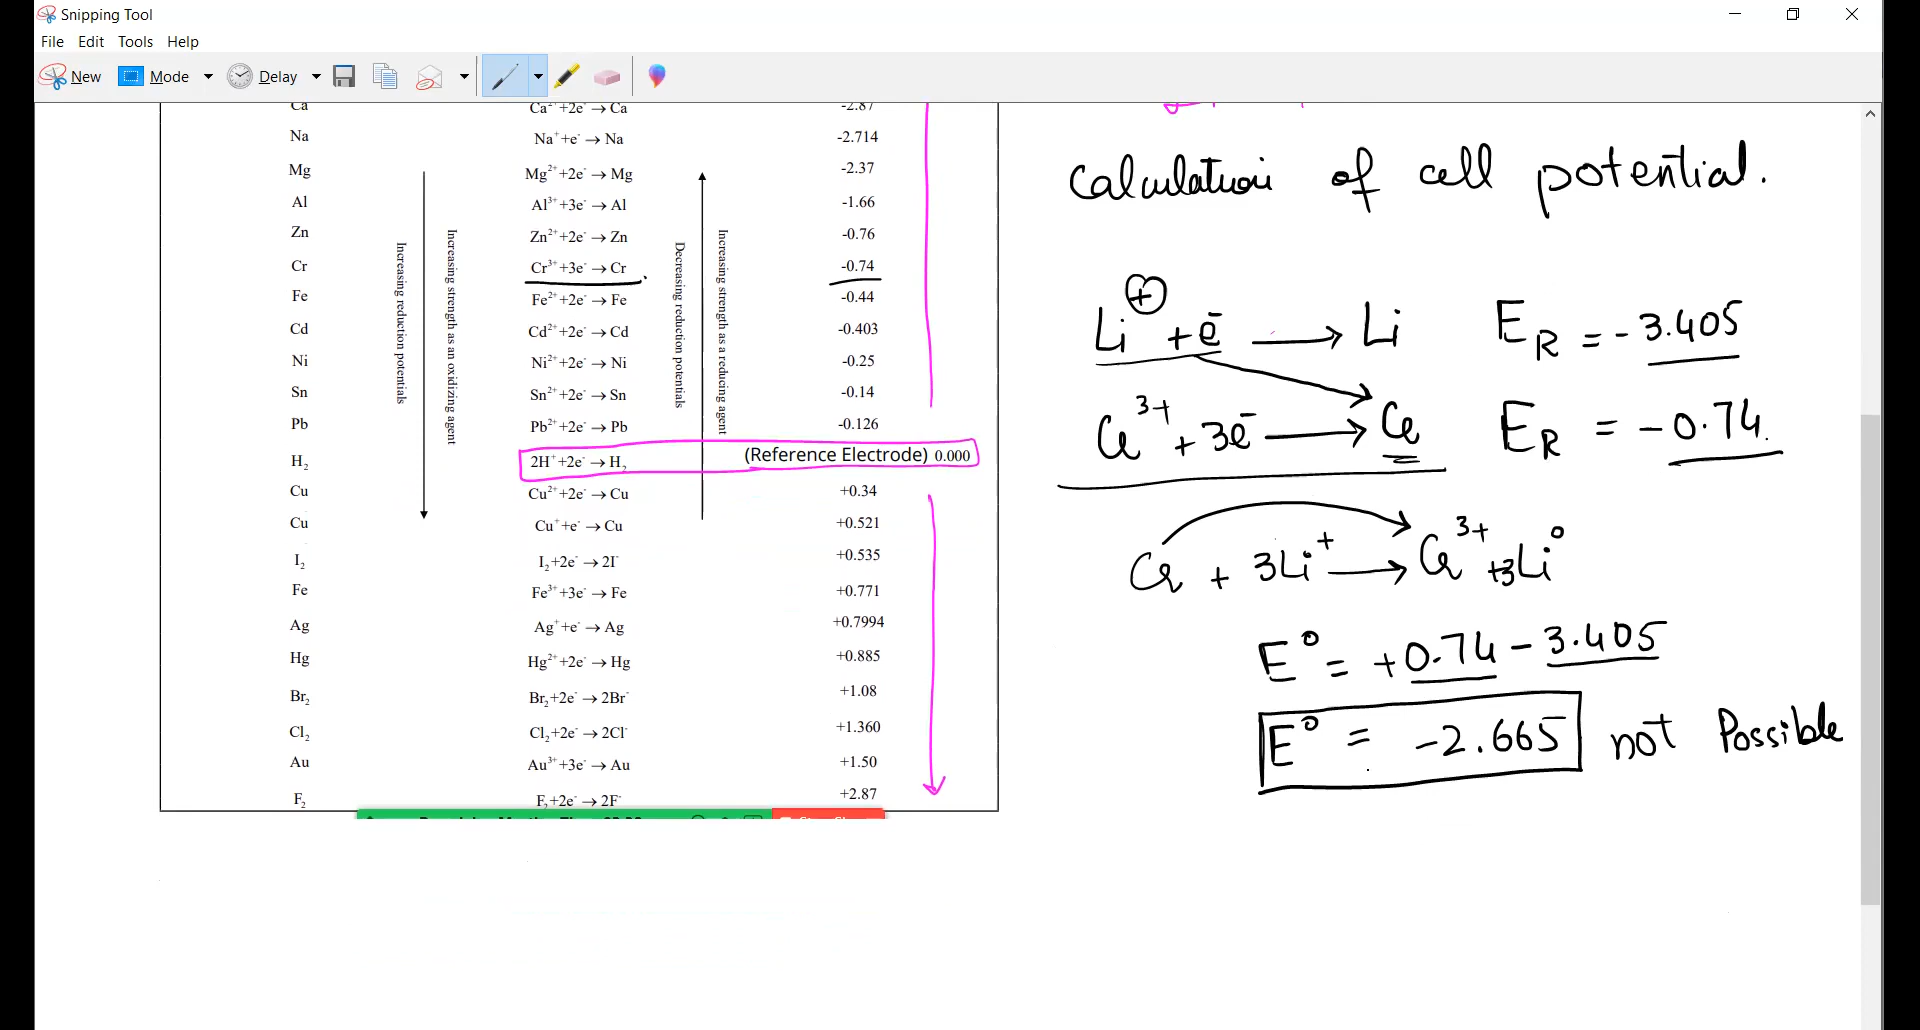 Snipping Tool
File Edit Tools Help
New Mode Delay
Ca Ca²⁺+2e⁻ → Ca -2.87
Na Na⁺+e⁻ → Na -2.714
Mg Mg²⁺+2e⁻ → Mg -2.37
Al Al³⁺+3e⁻ → Al -1.66
Zn Zn²⁺+2e⁻ → Zn -0.76
Cr Cr³⁺+3e⁻ → Cr -0.74
Fe Fe²⁺+2e⁻ → Fe -0.44
Cd Cd²⁺+2e⁻ → Cd -0.403
Ni Ni²⁺+2e⁻ → Ni -0.25
Sn Sn²⁺+2e⁻ → Sn -0.14
Pb Pb²⁺+2e⁻ → Pb -0.126
H₂ 2H⁺+2e⁻ → H₂ (Reference Electrode) 0.000
Cu Cu²⁺+2e⁻ → Cu +0.34
Cu Cu⁺+e⁻ → Cu +0.521
I₂ I₂+2e⁻ → 2I⁻ +0.535
Fe Fe³⁺+3e⁻ → Fe +0.771
Ag Ag⁺+e⁻ → Ag +0.7994
Hg Hg²⁺+2e⁻ → Hg +0.885
Br₂ Br₂+2e⁻ → 2Br⁻ +1.08
Cl₂ Cl₂+2e⁻ → 2Cl⁻ +1.360
Au Au³⁺+3e⁻ → Au +1.50
F₂ F₂+2e⁻ → 2F⁻ +2.87
Increasing reduction potentials
Increasing strength as an oxidizing agent
Decreasing reduction potentials
Increasing strength as a reducing agent
Calculation of cell potential.
Li⁺ + e⁻ → Li E_R = -3.405
Cr³⁺ + 3e⁻ → Cr E_R = -0.74
Cr + 3Li⁺ → Cr³⁺ + 3Li⁰
E⁰ = +0.74 - 3.405
E⁰ = -2.665 not Possible